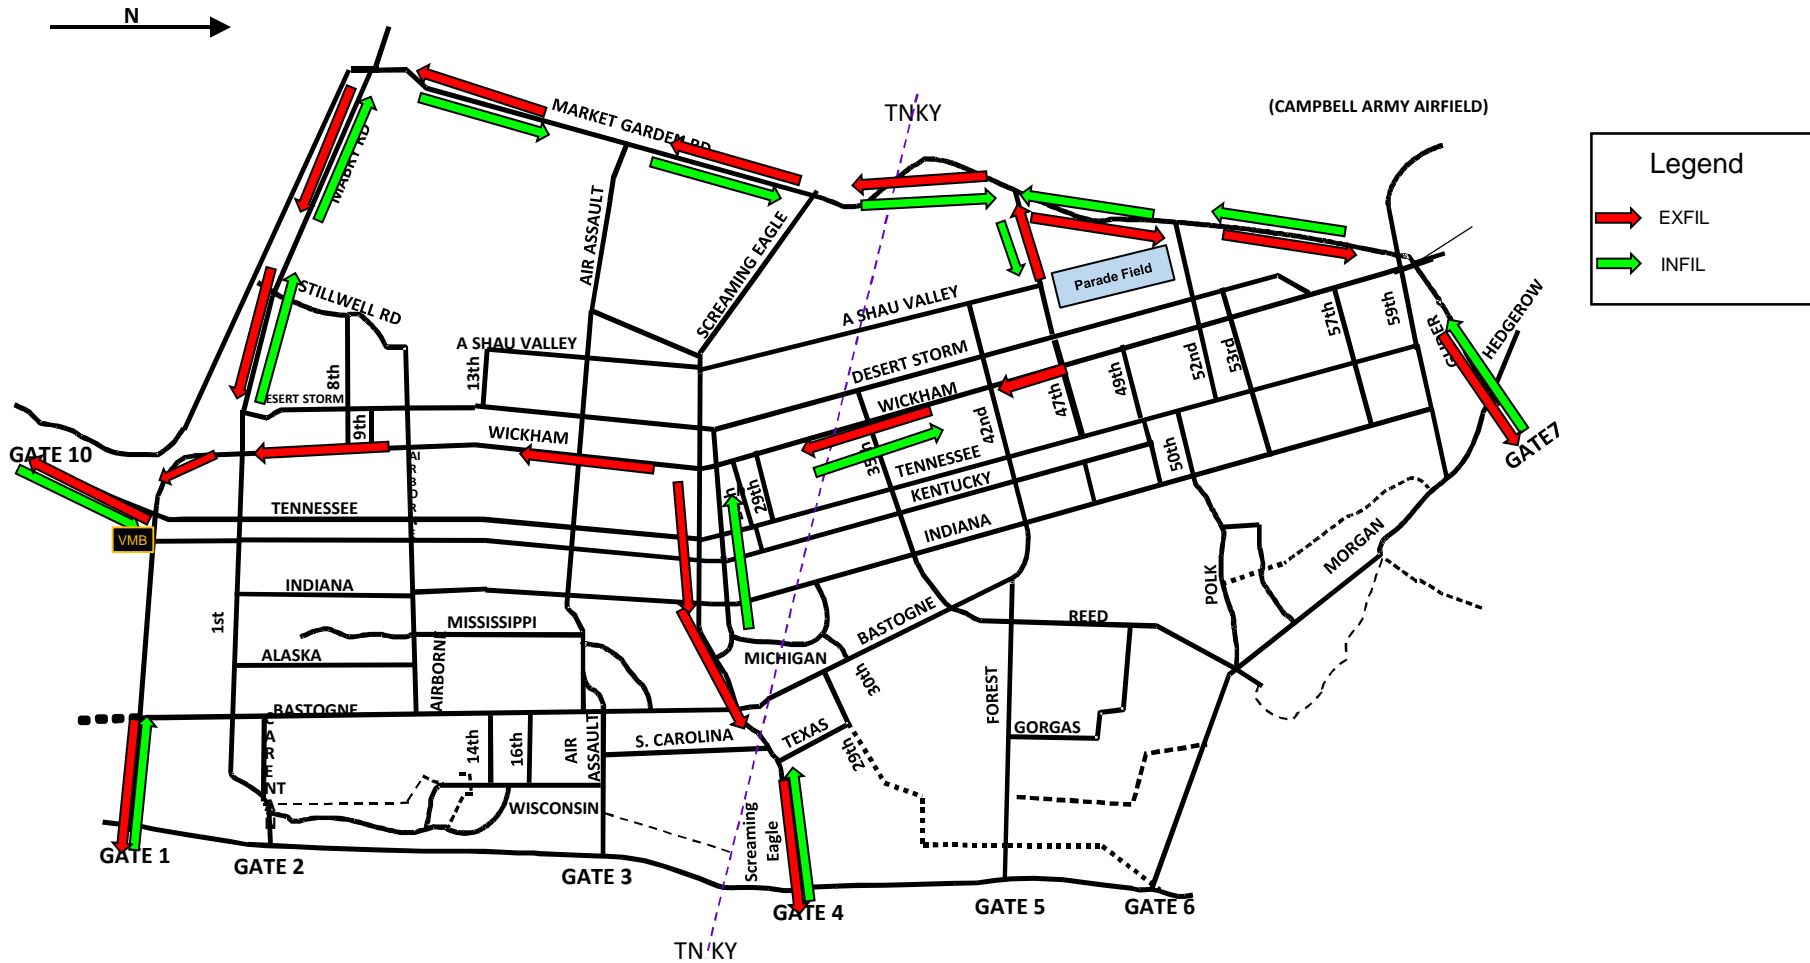 N
TNKY
(CAMPBELL ARMY AIRFIELD)
Legend
EXFIL
INFIL
MARKET GARDEN RD
MABRY RD
STILLWELL RD
AIR ASSAULT
SCREAMING EAGLE
Parade Field
A SHAU VALLEY
A SHAU VALLEY
DESERT STORM
ESERT STORM
WICKHAM
WICKHAM
8th
9th
13th
29th
35th
42nd
47th
49th
50th
52nd
53rd
57th
59th
HEDGEROW
GATE7
GATE 10
VMB
TENNESSEE
TENNESSEE
KENTUCKY
INDIANA
INDIANA
1st
MISSISSIPPI
ALASKA
AIRBORNE
BASTOGNE
BASTOGNE
MICHIGAN
30th
REED
POLK
MORGAN
FOREST
GORGAS
TEXAS
29th
S. CAROLINA
14th
16th
AIR
ASSAULT
CARENTAN
WISCONSIN
Screaming
Eagle
GATE 1
GATE 2
GATE 3
GATE 4
GATE 5
GATE 6
TN KY